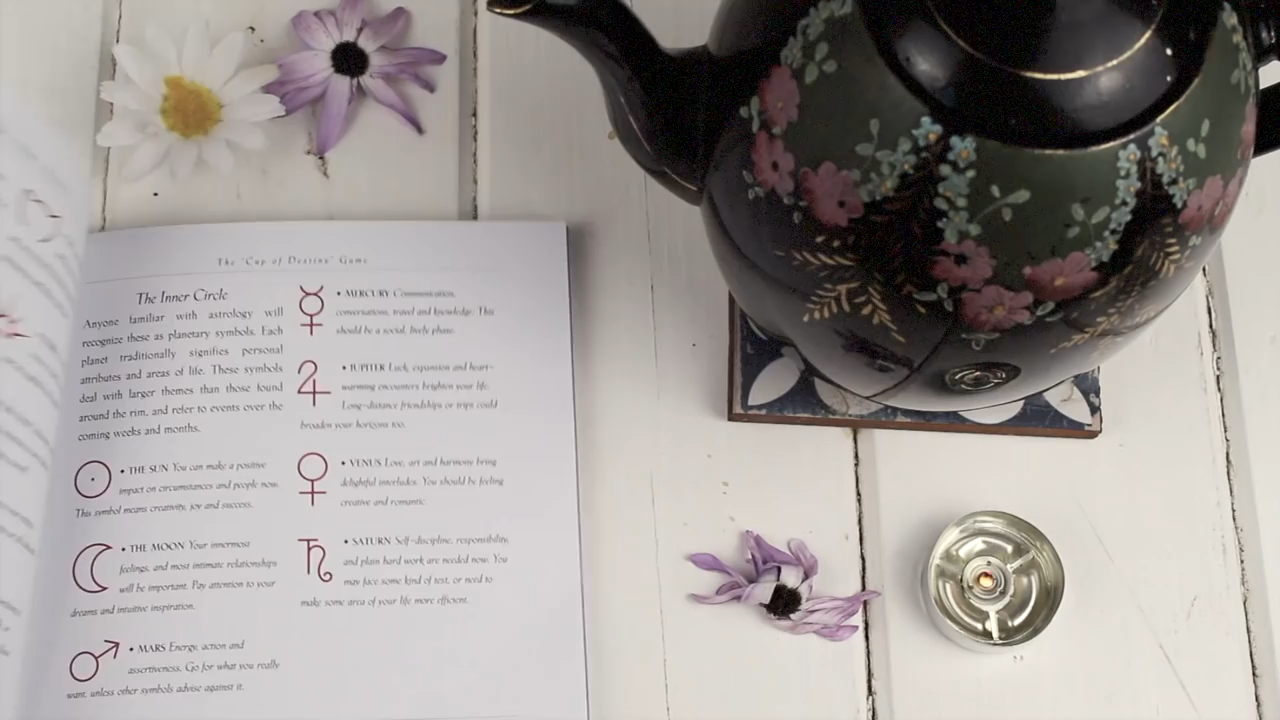 The 'Cup of Destiny' Game
The Inner Circle
Anyone familiar with astrology will
recognize these as planetary symbols. Each
planet traditionally signifies personal
attributes and areas of life. These symbols
deal with larger themes than those found
around the rim, and refer to events over the
coming weeks and months.
• THE SUN You can make a positive
impact on circumstances and people now.
This symbol means creativity, joy and success.
• THE MOON Your innermost
feelings, and most intimate relationships
will be important. Pay attention to your
dreams and intuitive inspiration.
• MARS Energy, action and
assertiveness. Go for what you really
want, unless other symbols advise against it.
• MERCURY Communication,
conversations, travel and knowledge. This
should be a social, lively phase.
• JUPITER Luck, expansion and heart-
warming encounters brighten your life.
Long-distance friendships or trips could
broaden your horizons too.
• VENUS Love, art and harmony bring
delightful interludes. You should be feeling
creative and romantic.
• SATURN Self-discipline, responsibility,
and plain hard work are needed now. You
may face some kind of test, or need to
make some area of your life more efficient.